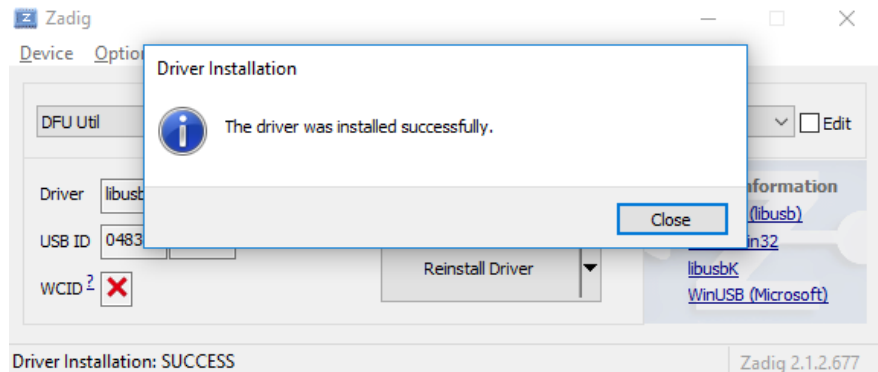 Zadig
Device Optio
Driver Installation
The driver was installed successfully.
Close
DFU Util
Edit
Driver libusb
USB ID 0483
WCID ?
Reinstall Driver
nformation
(libusb)
in32
libusbK
WinUSB (Microsoft)
Driver Installation: SUCCESS
Zadig 2.1.2.677